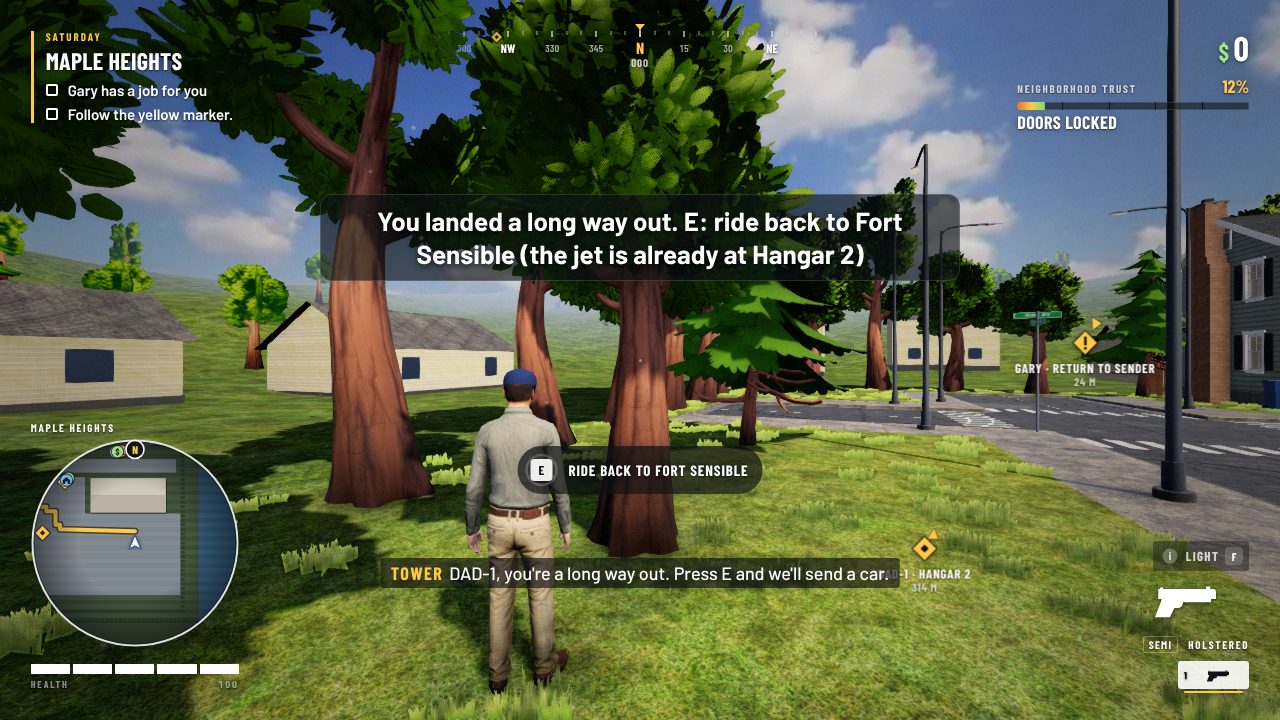 SATURDAY
MAPLE HEIGHTS
Gary has a job for you
Follow the yellow marker.
300 NW 330 345 N 15 30 NE 60
000
$0
NEIGHBORHOOD TRUST 12%
DOORS LOCKED
You landed a long way out. E: ride back to Fort
Sensible (the jet is already at Hangar 2)
GARY · RETURN TO SENDER
24 M
MAPLE HEIGHTS
$ N
E RIDE BACK TO FORT SENSIBLE
TOWER DAD-1, you're a long way out. Press E and we'll send a car.
D-1 · HANGAR 2
314 M
i LIGHT F
SEMI HOLSTERED
1
HEALTH 100